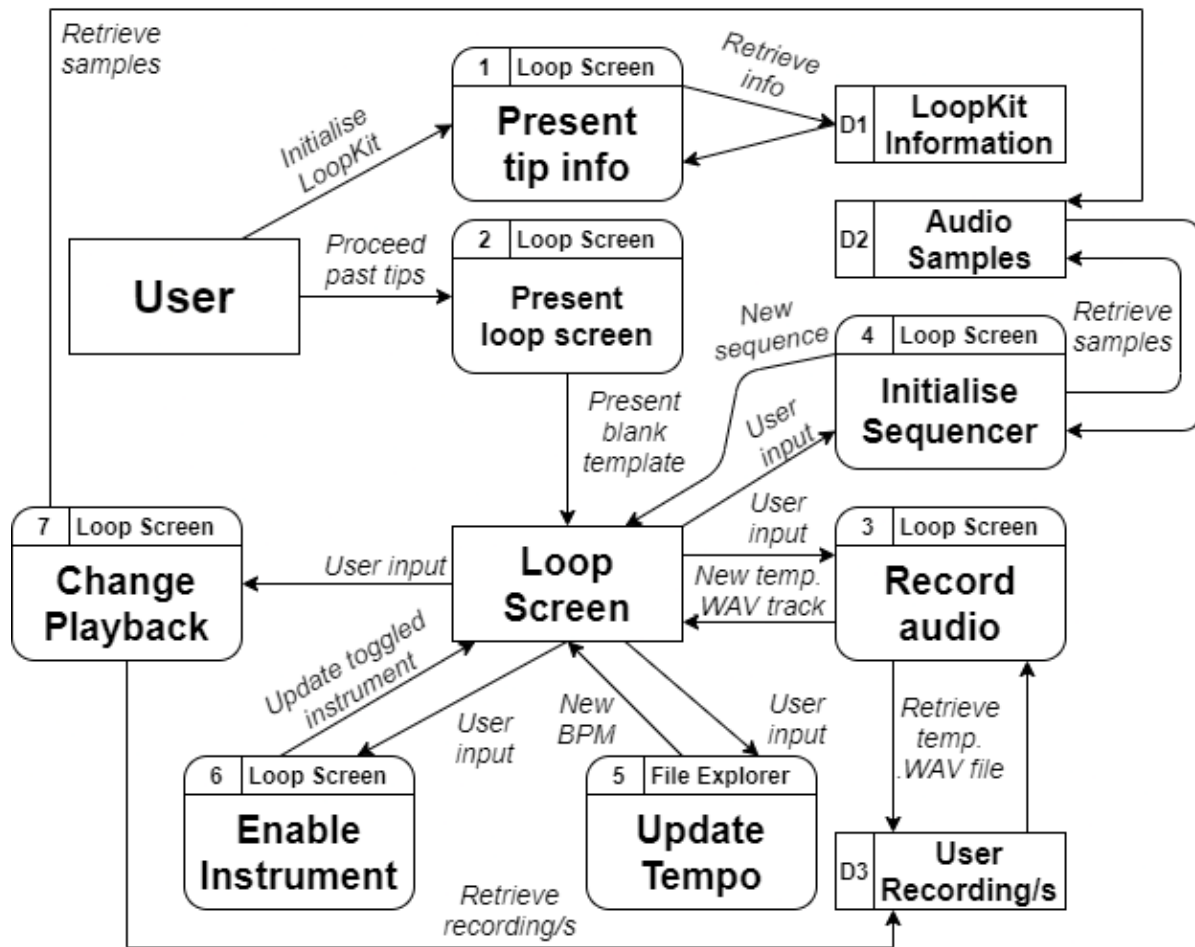 Retrieve
samples
1 Loop Screen
Present
tip info
Retrieve
info
D1
LoopKit
Information
Initialise
LoopKit
D2
Audio
Samples
User
Proceed
past tips
2 Loop Screen
Present
loop screen
New
sequence
4 Loop Screen
Initialise
Sequencer
Retrieve
samples
Present
blank
template
User
input
7 Loop Screen
Change
Playback
User input
Loop
Screen
User
input
New temp.
WAV track
3 Loop Screen
Record
audio
Update toggled
instrument
User
input
New
BPM
User
input
Retrieve
temp.
.WAV file
6 Loop Screen
Enable
Instrument
5 File Explorer
Update
Tempo
D3
User
Recording/s
Retrieve
recording/s